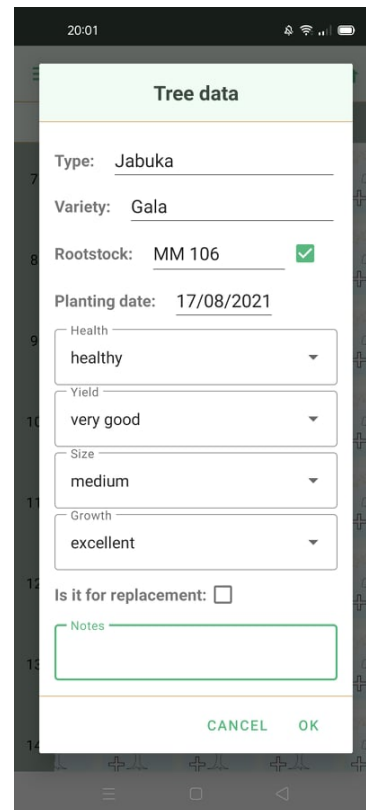 20:01
Tree data
Type: Jabuka
7
Variety: Gala
8
Rootstock: MM 106
Planting date: 17/08/2021
9
Health
healthy
Yield
10
very good
Size
medium
11
Growth
excellent
12
Is it for replacement:
Notes
13
CANCEL OK
14